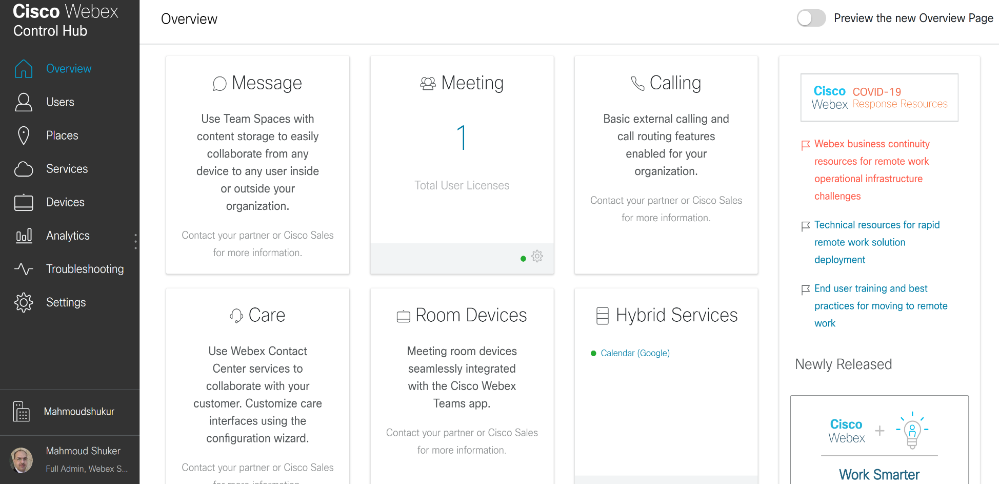 Cisco Webex
Control Hub
Overview
Users
Places
Services
Devices
Analytics
Troubleshooting
Settings
Mahmoudshukur
Mahmoud Shuker
Full Admin, Webex S...
Overview
Preview the new Overview Page
Message
Use Team Spaces with
content storage to easily
collaborate from any
device to any user inside
or outside your
organization.
Contact your partner or Cisco Sales
for more information.
Meeting
1
Total User Licenses
Calling
Basic external calling and
call routing features
enabled for your
organization.
Contact your partner or Cisco Sales
for more information.
Care
Use Webex Contact
Center services to
collaborate with your
customer. Customize care
interfaces using the
configuration wizard.
Contact your partner or Cisco Sales
for more information.
Room Devices
Meeting room devices
seamlessly integrated
with the Cisco Webex
Teams app.
Contact your partner or Cisco Sales
for more information.
Hybrid Services
Calendar (Google)
Cisco COVID-19
Webex Response Resources
Webex business continuity
resources for remote work
operational infrastructure
challenges
Technical resources for rapid
remote work solution
deployment
End user training and best
practices for moving to remote
work
Newly Released
Cisco
Webex +
Work Smarter